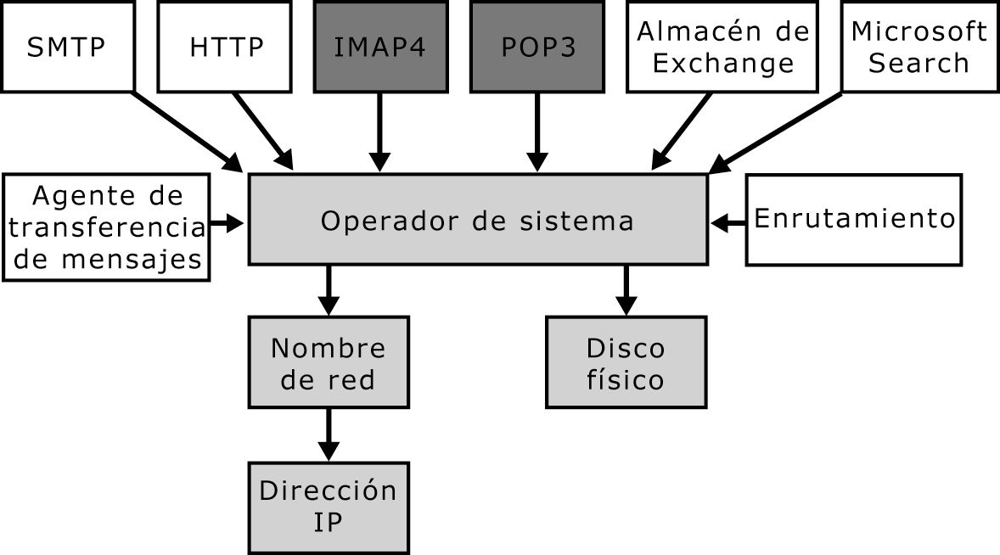 SMTP
HTTP
IMAP4
POP3
Almacén de
Exchange
Microsoft
Search
Agente de
transferencia
de mensajes
Operador de sistema
Enrutamiento
Nombre
de red
Disco
físico
Dirección
IP